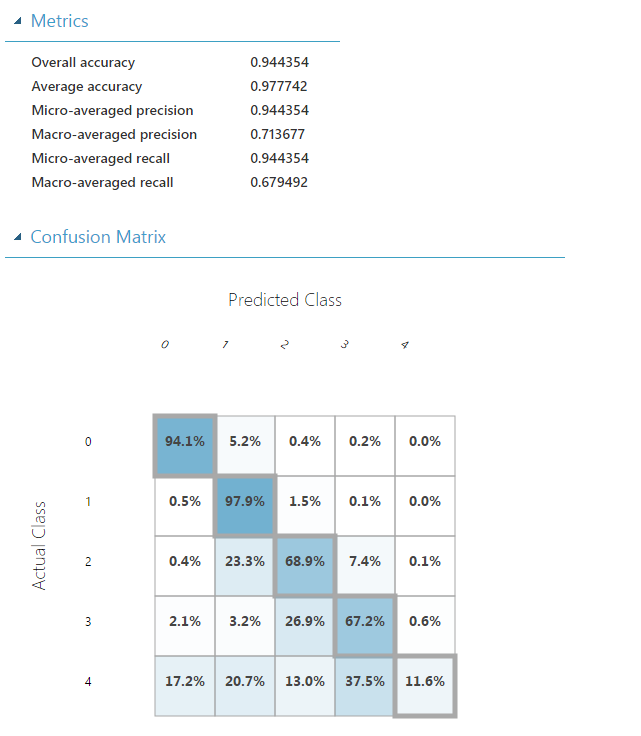 Metrics
Overall accuracy 0.944354
Average accuracy 0.977742
Micro-averaged precision 0.944354
Macro-averaged precision 0.713677
Micro-averaged recall 0.944354
Macro-averaged recall 0.679492
Confusion Matrix
Predicted Class
0 1 2 3 4
Actual Class
0 94.1% 5.2% 0.4% 0.2% 0.0%
1 0.5% 97.9% 1.5% 0.1% 0.0%
2 0.4% 23.3% 68.9% 7.4% 0.1%
3 2.1% 3.2% 26.9% 67.2% 0.6%
4 17.2% 20.7% 13.0% 37.5% 11.6%